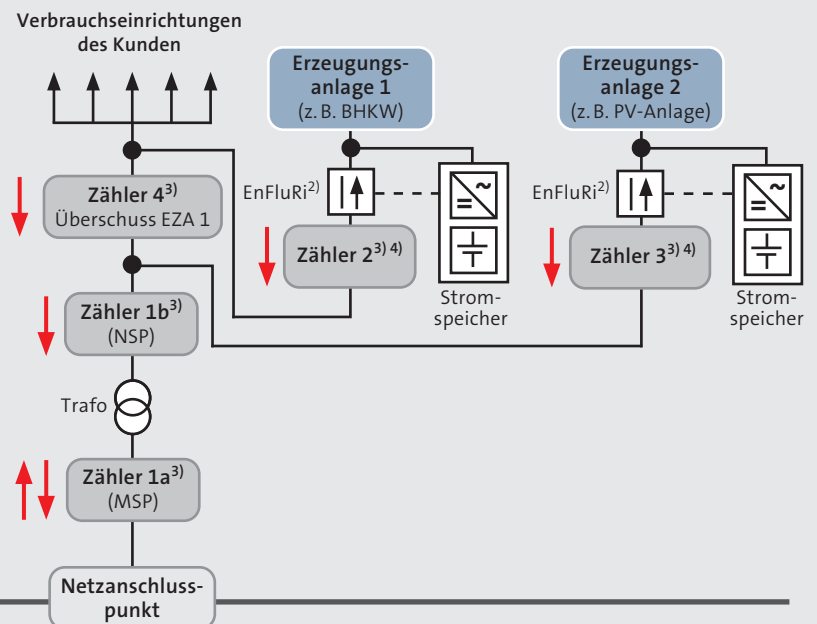 Verbrauchseinrichtungen
des Kunden
Erzeugungs-
anlage 1
(z. B. BHKW)
Erzeugungs-
anlage 2
(z. B. PV-Anlage)
Zähler 4³⁾
Überschuss EZA 1
EnFluRi²⁾
Zähler 2³⁾ ⁴⁾
Strom-
speicher
EnFluRi²⁾
Zähler 3³⁾ ⁴⁾
Strom-
speicher
Zähler 1b³⁾
(NSP)
Trafo
Zähler 1a³⁾
(MSP)
Netzanschluss-
punkt